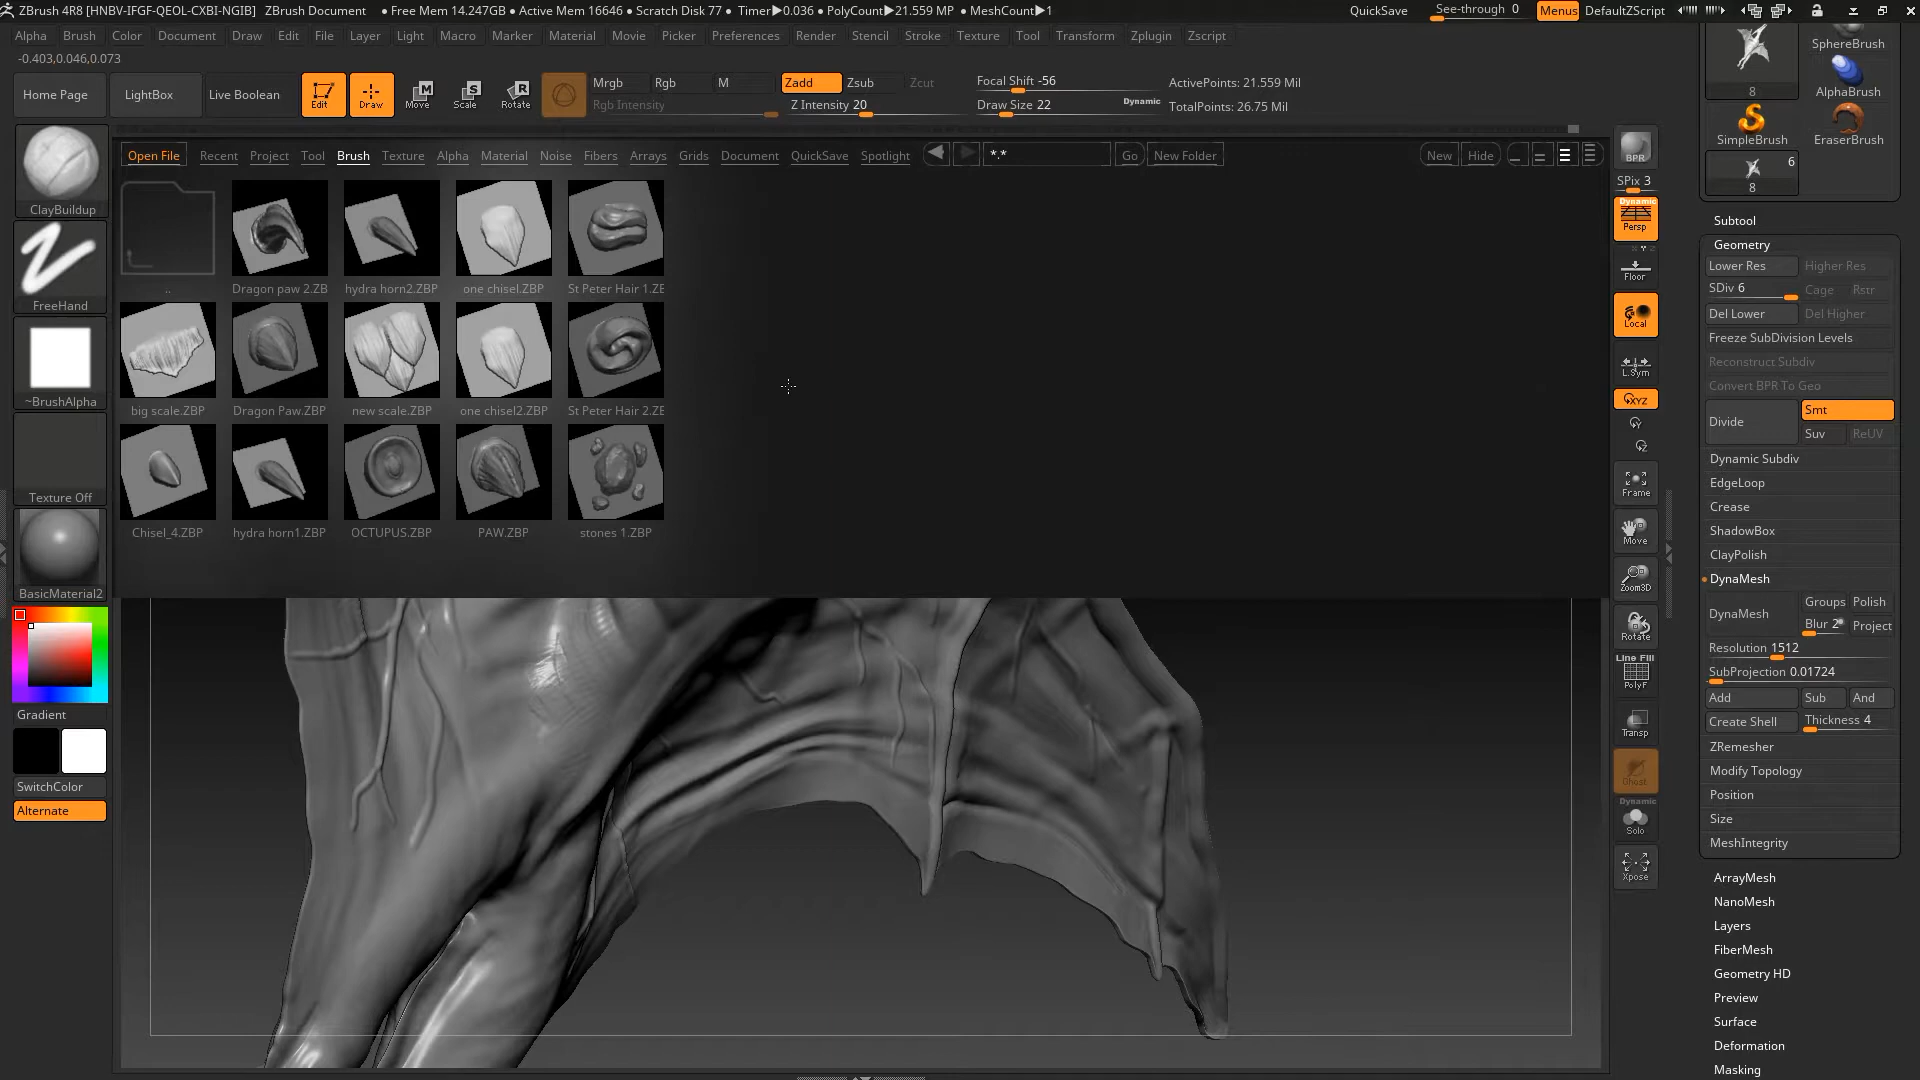 ZBrush 4R8 [HNBV-IFGF-QEOL-CXBI-NGIB] ZBrush Document • Free Mem 14.247GB • Active Mem 16646 • Scratch Disk 77 • Timer▶0.036 • PolyCount▶21.559 MP • MeshCount▶1 QuickSave See-through 0 Menus DefaultZScript
Alpha Brush Color Document Draw Edit File Layer Light Macro Marker Material Movie Picker Preferences Render Stencil Stroke Texture Tool Transform Zplugin Zscript
-0.403,0.046,0.073
Home Page LightBox Live Boolean Edit Draw Move Scale Rotate
Mrgb Rgb M Zadd Zsub Zcut Focal Shift -56 ActivePoints: 21.559 Mil
Rgb Intensity Z Intensity 20 Draw Size 22 Dynamic TotalPoints: 26.75 Mil
Open File Recent Project Tool Brush Texture Alpha Material Noise Fibers Arrays Grids Document QuickSave Spotlight *.* Go New Folder New Hide
.. Dragon paw 2.ZB hydra horn2.ZBP one chisel.ZBP St Peter Hair 1.ZE
big scale.ZBP Dragon Paw.ZBP new scale.ZBP one chisel2.ZBP St Peter Hair 2.ZE
Chisel_4.ZBP hydra horn1.ZBP OCTUPUS.ZBP PAW.ZBP stones 1.ZBP
ClayBuildup
FreeHand
~BrushAlpha
Texture Off
BasicMaterial2
Gradient
SwitchColor
Alternate
BPR
SPix 3
Dynamic
Persp
Floor
Local
L.Sym
XYZ
Frame
Move
Zoom3D
Rotate
Line Fill
PolyF
Transp
Ghost
Dynamic
Solo
Xpose
SphereBrush
8 AlphaBrush
SimpleBrush EraserBrush
6
8
Subtool
Geometry
Lower Res Higher Res
SDiv 6 Cage Rstr
Del Lower Del Higher
Freeze SubDivision Levels
Reconstruct Subdiv
Convert BPR To Geo
Divide Smt
Suv ReUV
Dynamic Subdiv
EdgeLoop
Crease
ShadowBox
ClayPolish
DynaMesh
DynaMesh Groups Polish
Blur 2 Project
Resolution 1512
SubProjection 0.01724
Add Sub And
Create Shell Thickness 4
ZRemesher
Modify Topology
Position
Size
MeshIntegrity
ArrayMesh
NanoMesh
Layers
FiberMesh
Geometry HD
Preview
Surface
Deformation
Masking